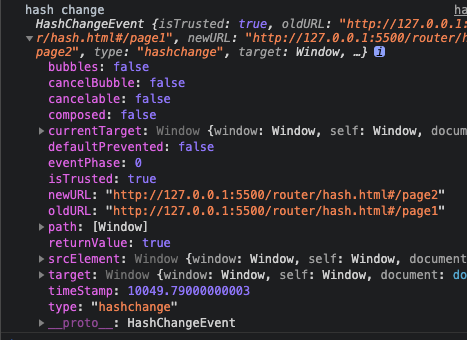 hash change
HashChangeEvent {isTrusted: true, oldURL: "http://127.0.0.1:
r/hash.html#/page1", newURL: "http://127.0.0.1:5500/router/h
page2", type: "hashchange", target: Window, …}
bubbles: false
cancelBubble: false
cancelable: false
composed: false
currentTarget: Window {window: Window, self: Window, docum
defaultPrevented: false
eventPhase: 0
isTrusted: true
newURL: "http://127.0.0.1:5500/router/hash.html#/page2"
oldURL: "http://127.0.0.1:5500/router/hash.html#/page1"
path: [Window]
returnValue: true
srcElement: Window {window: Window, self: Window, document
target: Window {window: Window, self: Window, document: do
timeStamp: 10049.79000000003
type: "hashchange"
__proto__: HashChangeEvent